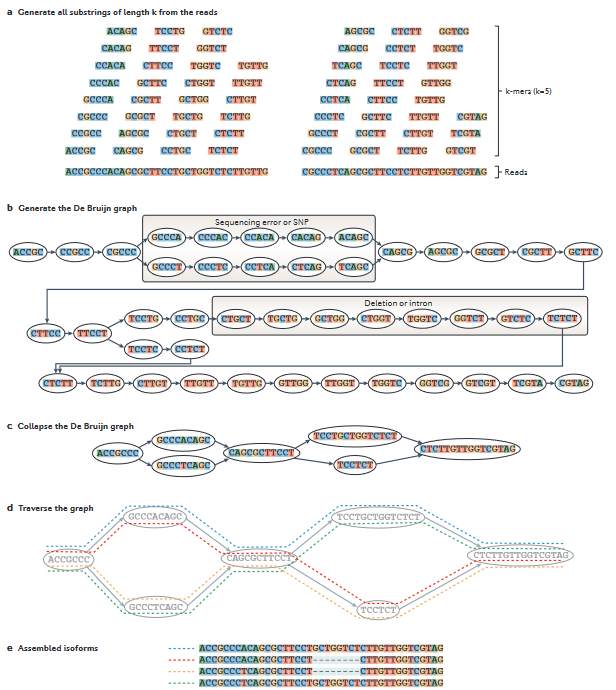 a Generate all substrings of length k from the reads
ACAGC TCCTG GTCTC AGCGC CTCTT GGTCG
CACAG TTCCT GGTCT CAGCG CCTCT TGGTC
CCACA CTTCC TGGTC TGTTG TCAGC TCCTC TTGGT
CCCAC GCTTC CTGGT TTGTT CTCAG TTCCT GTTGG
k-mers (k=5)
GCCCA CGCTT GCTGG CTTGT CCTCA CTTCC TGTTG
CGCCC GCGCT TGCTG TCTTG CCCTC GCTTC TTGTT CGTAG
CCGCC AGCGC CTGCT CTCTT GCCCT CGCTT CTTGT TCGTA
ACCGC CAGCG CCTGC TCTCT CGCCC GCGCT TCTTG GTCGT
ACCGCCCACAGCGCTTCCTGCTGGTCTCTTGTTG CGCCCTCAGCGCTTCCTCTTGTTGGTCGTAG Reads
b Generate the De Bruijn graph
Sequencing error or SNP
GCCCA CCCAC CCACA CACAG ACAGC
ACCGC CCGCC CGCCC CAGCG AGCGC GCGCT CGCTT GCTTC
GCCCT CCCTC CCTCA CTCAG TCAGC
Deletion or intron
TCCTG CCTGC CTGCT TGCTG GCTGG CTGGT TGGTC GGTCT GTCTC TCTCT
CTTCC TTCCT
TCCTC CCTCT
CTCTT TCTTG CTTGT TTGTT TGTTG GTTGG TTGGT TGGTC GGTCG GTCGT TCGTA CGTAG
c Collapse the De Bruijn graph
GCCCACAGC TCCTGCTGGTCTCT
ACCGCCC CAGCGCTTCCT CTCTTGTTGGTCGTAG
GCCCTCAGC TCCTCT
d Traverse the graph
GCCCACAGC TCCTGCTGGTCTCT
ACCGCCC CAGCGCTTCCT CTCTTGTTGGTCGTAG
GCCCTCAGC TCCTCT
e Assembled isoforms
ACCGCCCACAGCGCTTCCTGCTGGTCTCTTGTTGGTCGTAG
ACCGCCCACAGCGCTTCCT---------CTTGTTGGTCGTAG
ACCGCCCTCAGCGCTTCCT---------CTTGTTGGTCGTAG
ACCGCCCTCAGCGCTTCCTGCTGGTCTCTTGTTGGTCGTAG